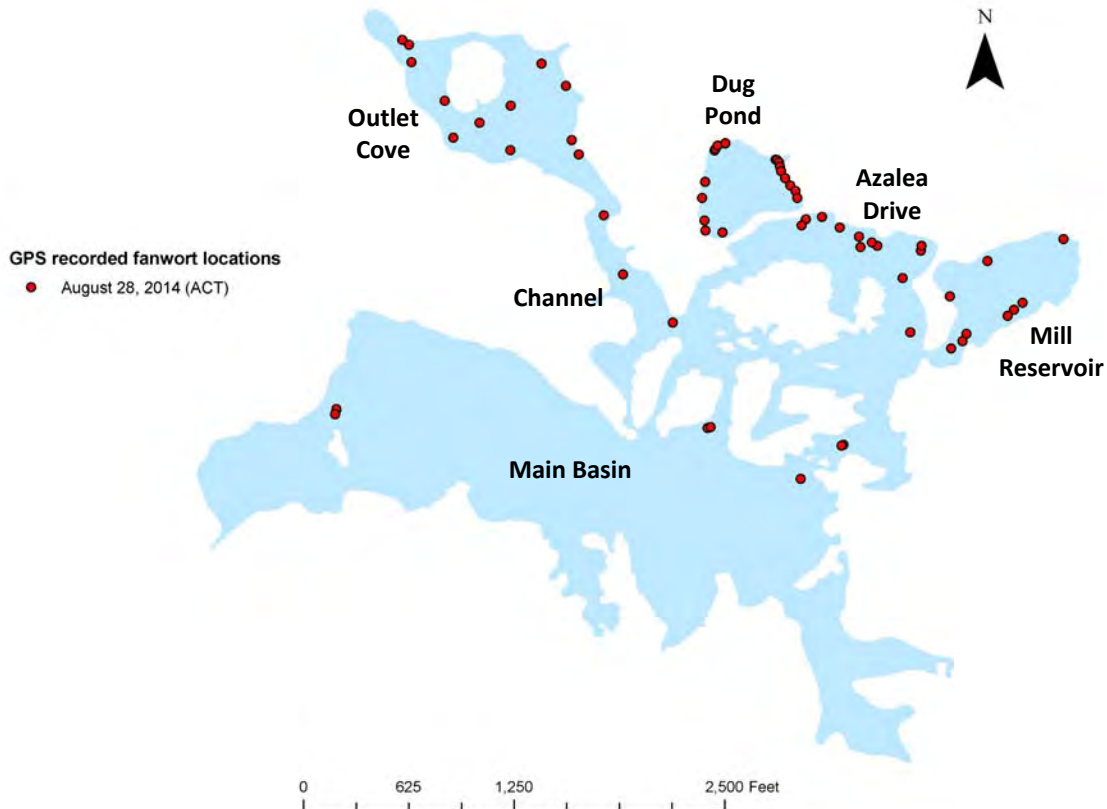 N
Dug
Pond
Outlet
Cove
Azalea
Drive
GPS recorded fanwort locations
August 28, 2014 (ACT)
Channel
Mill
Reservoir
Main Basin
0 625 1,250 2,500 Feet